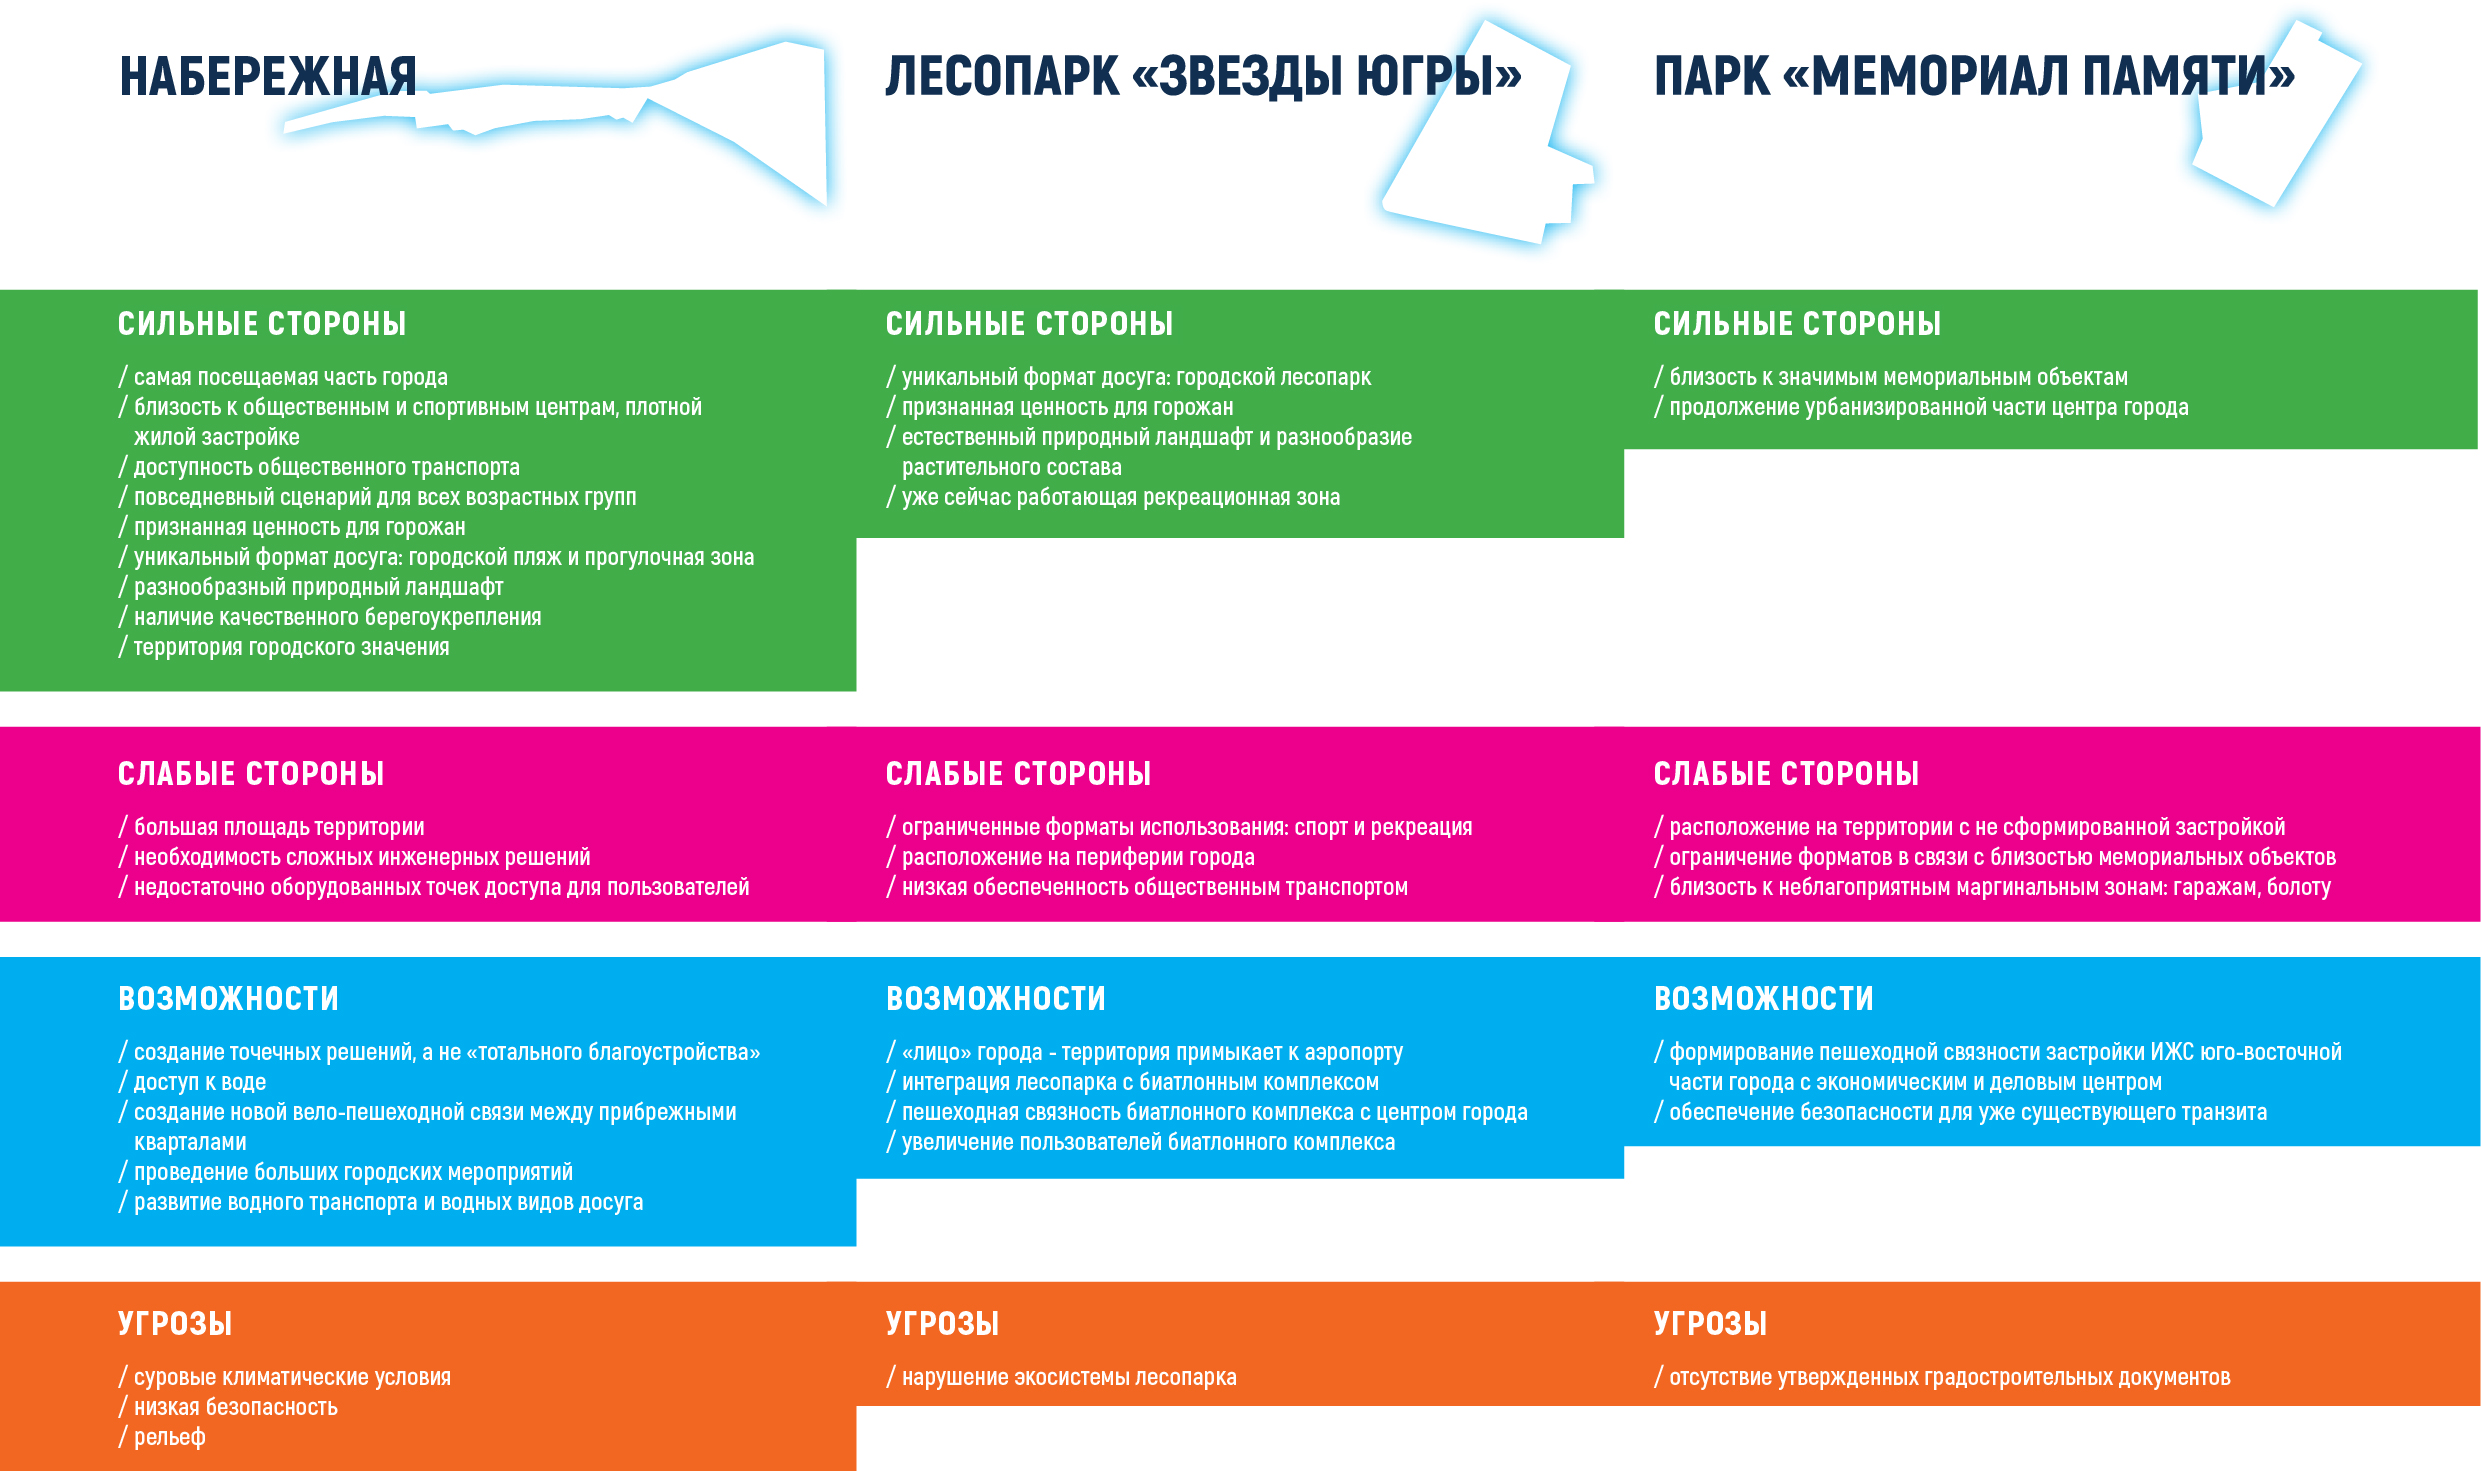 НАБЕРЕЖНАЯ
СИЛЬНЫЕ СТОРОНЫ
/ самая посещаемая часть города
/ близость к общественным и спортивным центрам, плотной
жилой застройке
/ доступность общественного транспорта
/ повседневный сценарий для всех возрастных групп
/ признанная ценность для горожан
/ уникальный формат досуга: городской пляж и прогулочная зона
/ разнообразный природный ландшафт
/ наличие качественного берегоукрепления
/ территория городского значения
СЛАБЫЕ СТОРОНЫ
/ большая площадь территории
/ необходимость сложных инженерных решений
/ недостаточно оборудованных точек доступа для пользователей
ВОЗМОЖНОСТИ
/ создание точечных решений, а не «тотального благоустройства»
/ доступ к воде
/ создание новой вело-пешеходной связи между прибрежными
кварталами
/ проведение больших городских мероприятий
/ развитие водного транспорта и водных видов досуга
УГРОЗЫ
/ суровые климатические условия
/ низкая безопасность
/ рельеф
ЛЕСОПАРК «ЗВЕЗДЫ ЮГРЫ»
СИЛЬНЫЕ СТОРОНЫ
/ уникальный формат досуга: городской лесопарк
/ признанная ценность для горожан
/ естественный природный ландшафт и разнообразие
растительного состава
/ уже сейчас работающая рекреационная зона
СЛАБЫЕ СТОРОНЫ
/ ограниченные форматы использования: спорт и рекреация
/ расположение на периферии города
/ низкая обеспеченность общественным транспортом
ВОЗМОЖНОСТИ
/ «лицо» города - территория примыкает к аэропорту
/ интеграция лесопарка с биатлонным комплексом
/ пешеходная связность биатлонного комплекса с центром города
/ увеличение пользователей биатлонного комплекса
УГРОЗЫ
/ нарушение экосистемы лесопарка
ПАРК «МЕМОРИАЛ ПАМЯТИ»
СИЛЬНЫЕ СТОРОНЫ
/ близость к значимым мемориальным объектам
/ продолжение урбанизированной части центра города
СЛАБЫЕ СТОРОНЫ
/ расположение на территории с не сформированной застройкой
/ ограничение форматов в связи с близостью мемориальных объектов
/ близость к неблагоприятным маргинальным зонам: гаражам, болоту
ВОЗМОЖНОСТИ
/ формирование пешеходной связности застройки ИЖС юго-восточной
части города с экономическим и деловым центром
/ обеспечение безопасности для уже существующего транзита
УГРОЗЫ
/ отсутствие утвержденных градостроительных документов